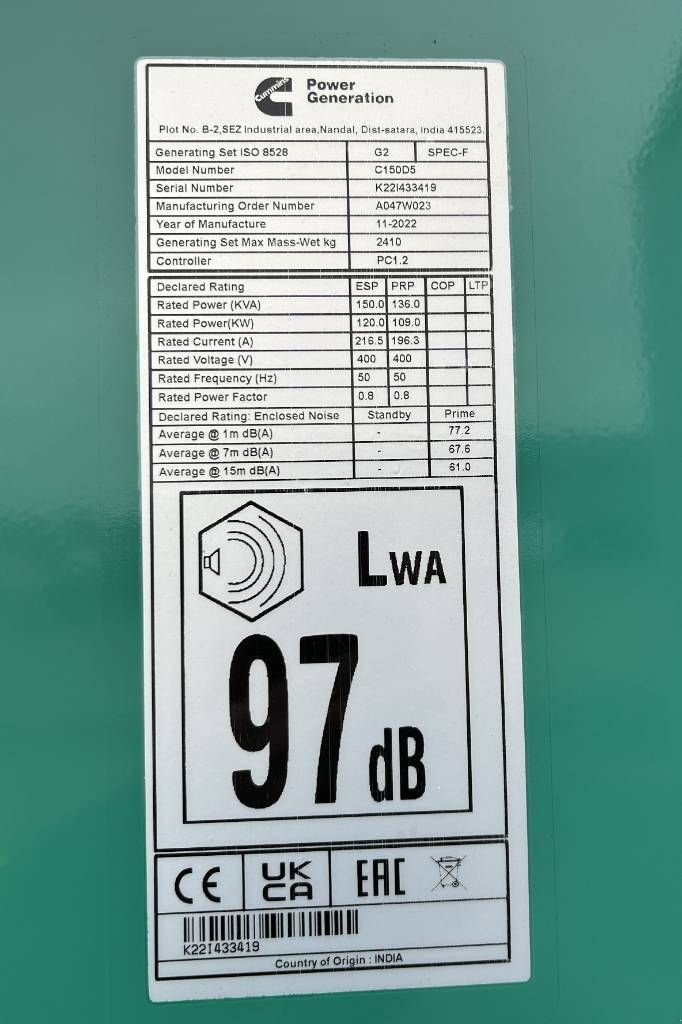 Cummins
Power
Generation
Plot No. B-2,SEZ Industrial area,Nandal, Dist-satara, India 415523.
Generating Set ISO 8528 G2 SPEC-F
Model Number C150D5
Serial Number K22I433419
Manufacturing Order Number A047W023
Year of Manufacture 11-2022
Generating Set Max Mass-Wet kg 2410
Controller PC1.2
Declared Rating ESP PRP COP LTP
Rated Power (KVA) 150.0 136.0
Rated Power(KW) 120.0 109.0
Rated Current (A) 216.5 196.3
Rated Voltage (V) 400 400
Rated Frequency (Hz) 50 50
Rated Power Factor 0.8 0.8
Declared Rating: Enclosed Noise Standby Prime
Average @ 1m dB(A) - 77.2
Average @ 7m dB(A) - 67.6
Average @ 15m dB(A) - 61.0
LWA
97 dB
CE UK CA EAC
K22I433419
Country of Origin : INDIA